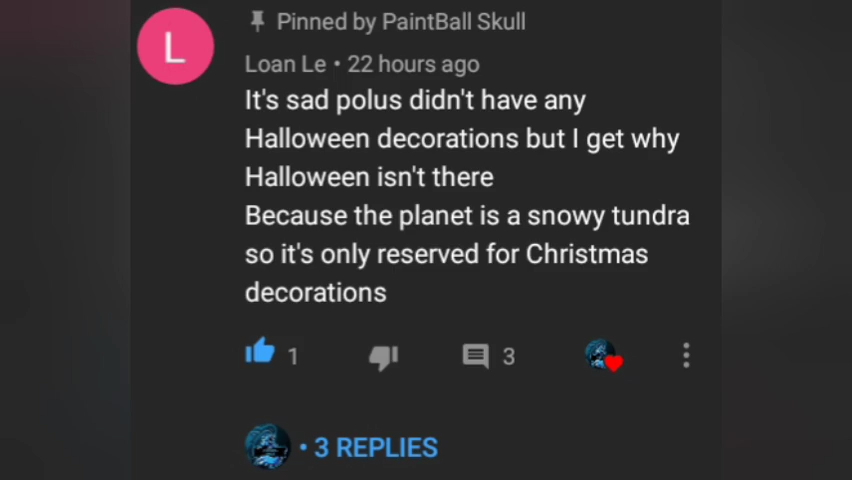 L
Pinned by PaintBall Skull
Loan Le • 22 hours ago
It's sad polus didn't have any
Halloween decorations but I get why
Halloween isn't there
Because the planet is a snowy tundra
so it's only reserved for Christmas
decorations
1 3
• 3 REPLIES